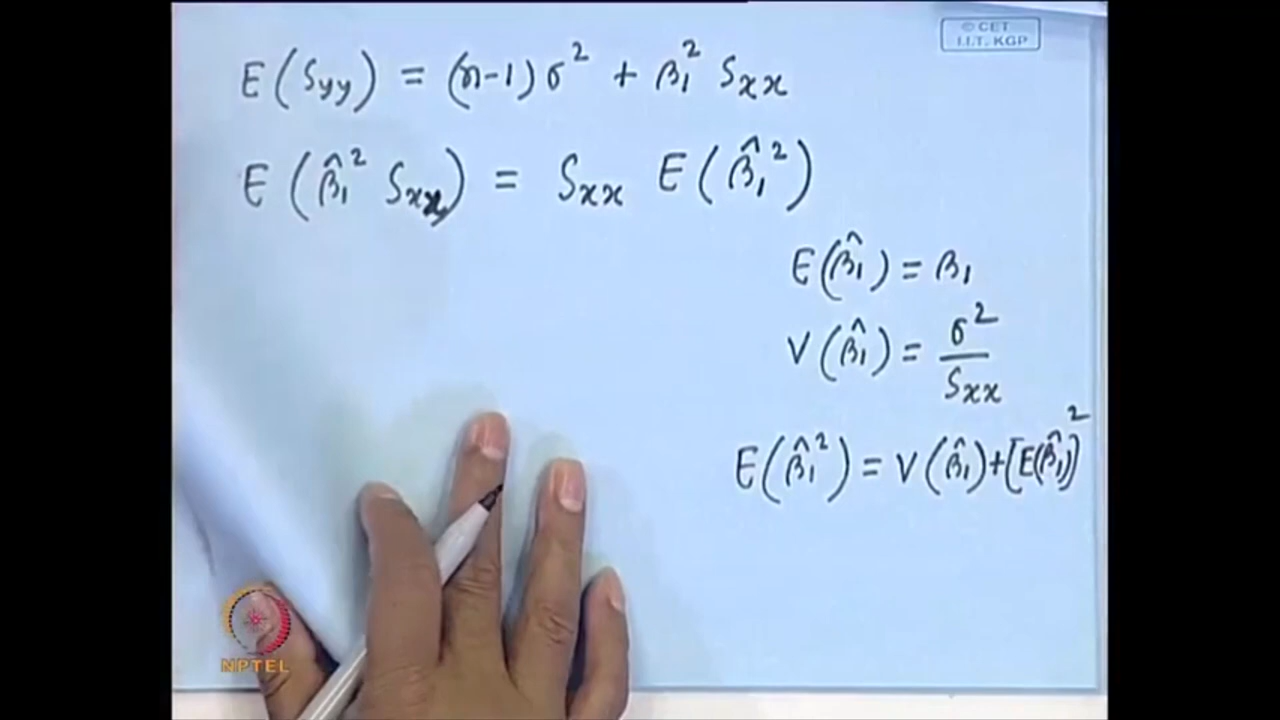 © CET
I.I.T. KGP
E(Syy) = (n-1)σ² + β₁² Sxx
E(β̂₁² Sxx) = Sxx E(β̂₁²)
E(β̂₁) = β₁
V(β̂₁) = σ²/Sxx
E(β̂₁²) = V(β̂₁)+[E(β̂₁)]²
NPTEL